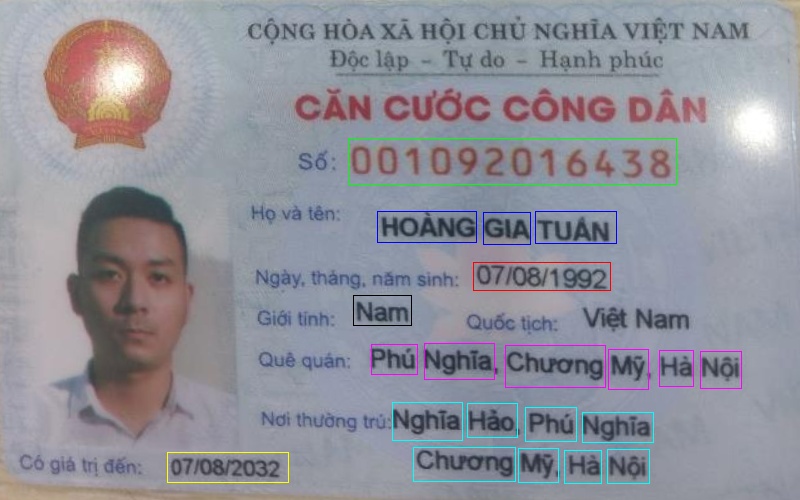 CỘNG HÒA XÃ HỘI CHỦ NGHĨA VIỆT NAM
Độc lập - Tự do - Hạnh phúc
CĂN CƯỚC CÔNG DÂN
Số: 001092016438
Họ và tên: HOÀNG GIA TUÂN
Ngày, tháng, năm sinh: 07/08/1992
Giới tính: Nam Quốc tịch: Việt Nam
Quê quán: Phú Nghĩa, Chương Mỹ, Hà Nội
Nơi thường trú: Nghĩa Hảo, Phú Nghĩa
Chương Mỹ, Hà Nội
Có giá trị đến: 07/08/2032